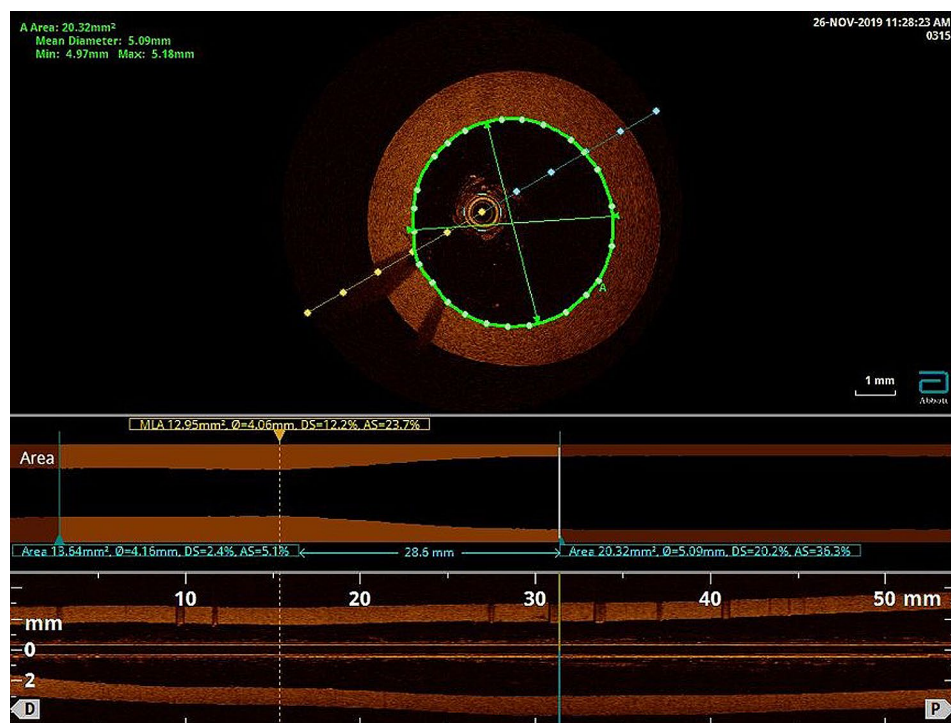 A Area: 20.32mm²
Mean Diameter: 5.09mm
Min: 4.97mm Max: 5.18mm
26-NOV-2019 11:28:23 AM
0315
A
1 mm
Abbott
MLA 12.95mm², Ø=4.06mm, DS=12.2%, AS=23.7%
Area
Area 13.64mm², Ø=4.16mm, DS=2.4%, AS=5.1%
28.6 mm
Area 20.32mm², Ø=5.09mm, DS=20.2%, AS=36.3%
10 20 30 40 50 mm
mm
0
2
D P